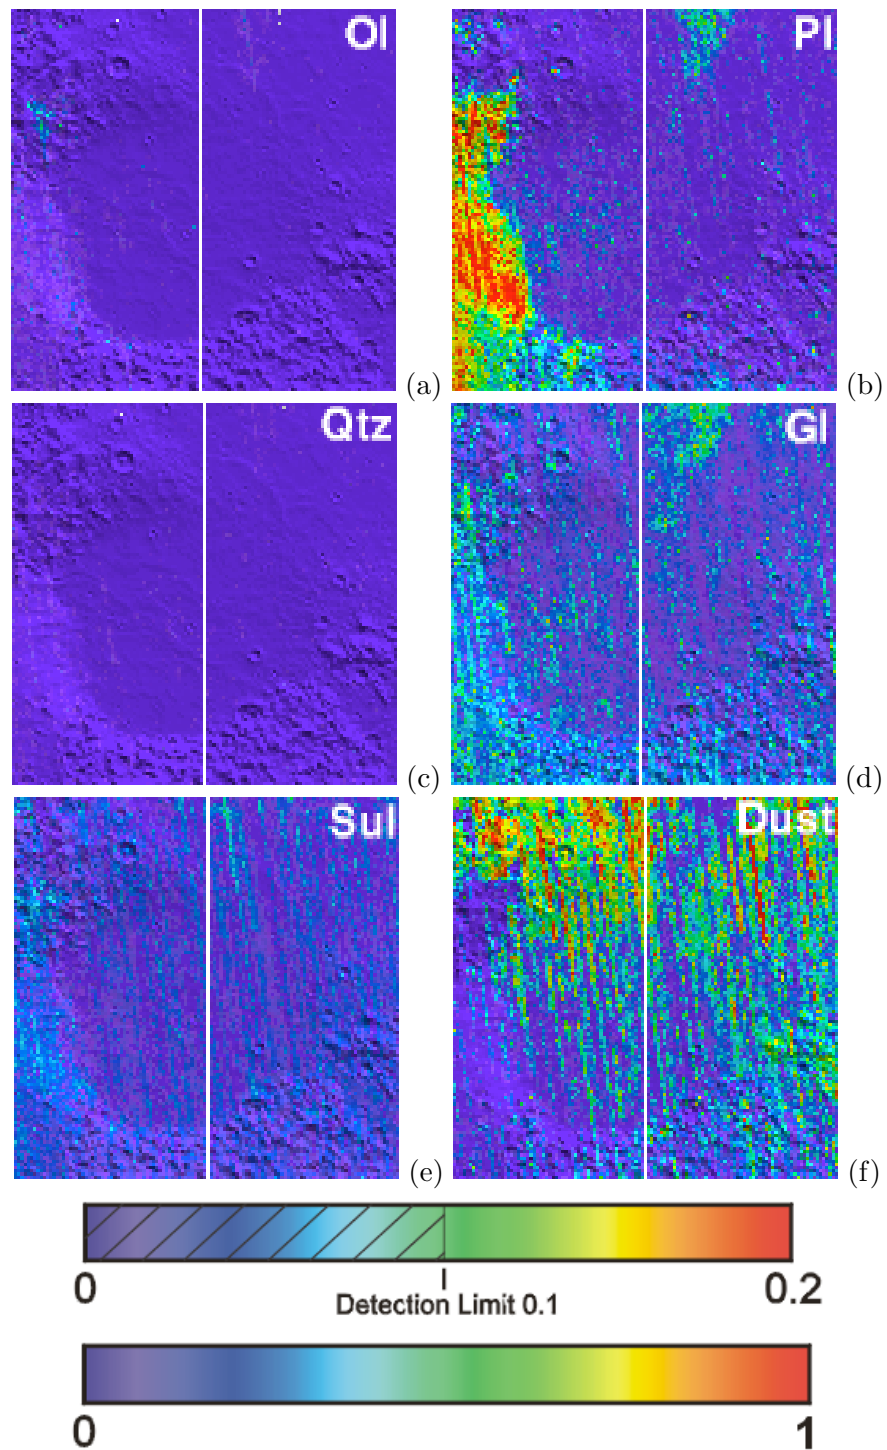 Ol
Pl
(a)
(b)
Qtz
Gl
(c)
(d)
Sul
Dust
(e)
(f)
0
0.2
Detection Limit 0.1
0
1